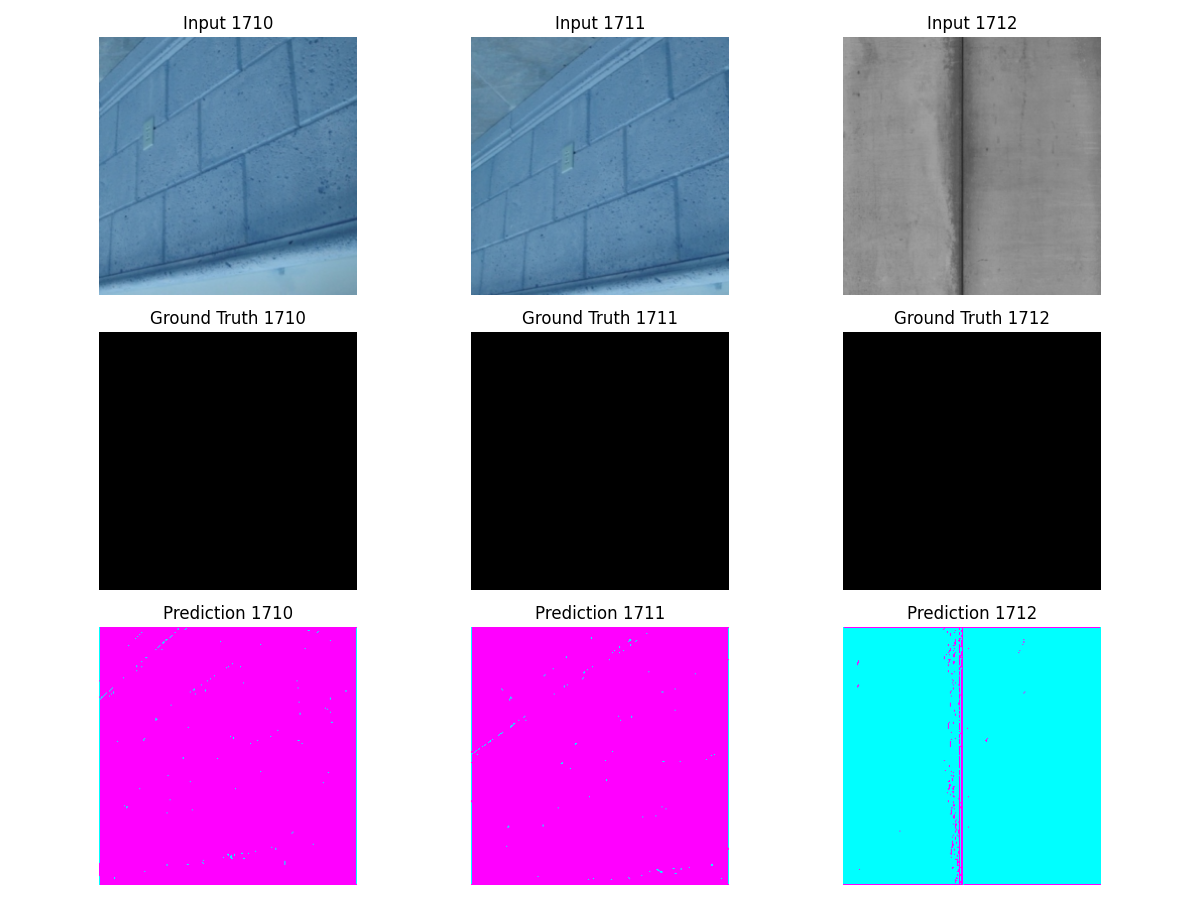 Input 1710
Input 1711
Input 1712
Ground Truth 1710
Ground Truth 1711
Ground Truth 1712
Prediction 1710
Prediction 1711
Prediction 1712